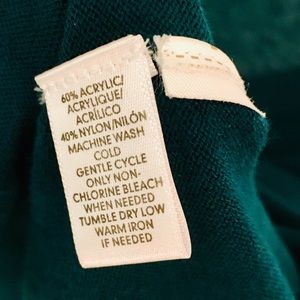 60% ACRYLIC/
ACRYLIQUE/
ACRÍLICO
40% NYLON/NILÓN
MACHINE WASH
COLD
GENTLE CYCLE
ONLY NON-
CHLORINE BLEACH
WHEN NEEDED
TUMBLE DRY LOW
WARM IRON
IF NEEDED